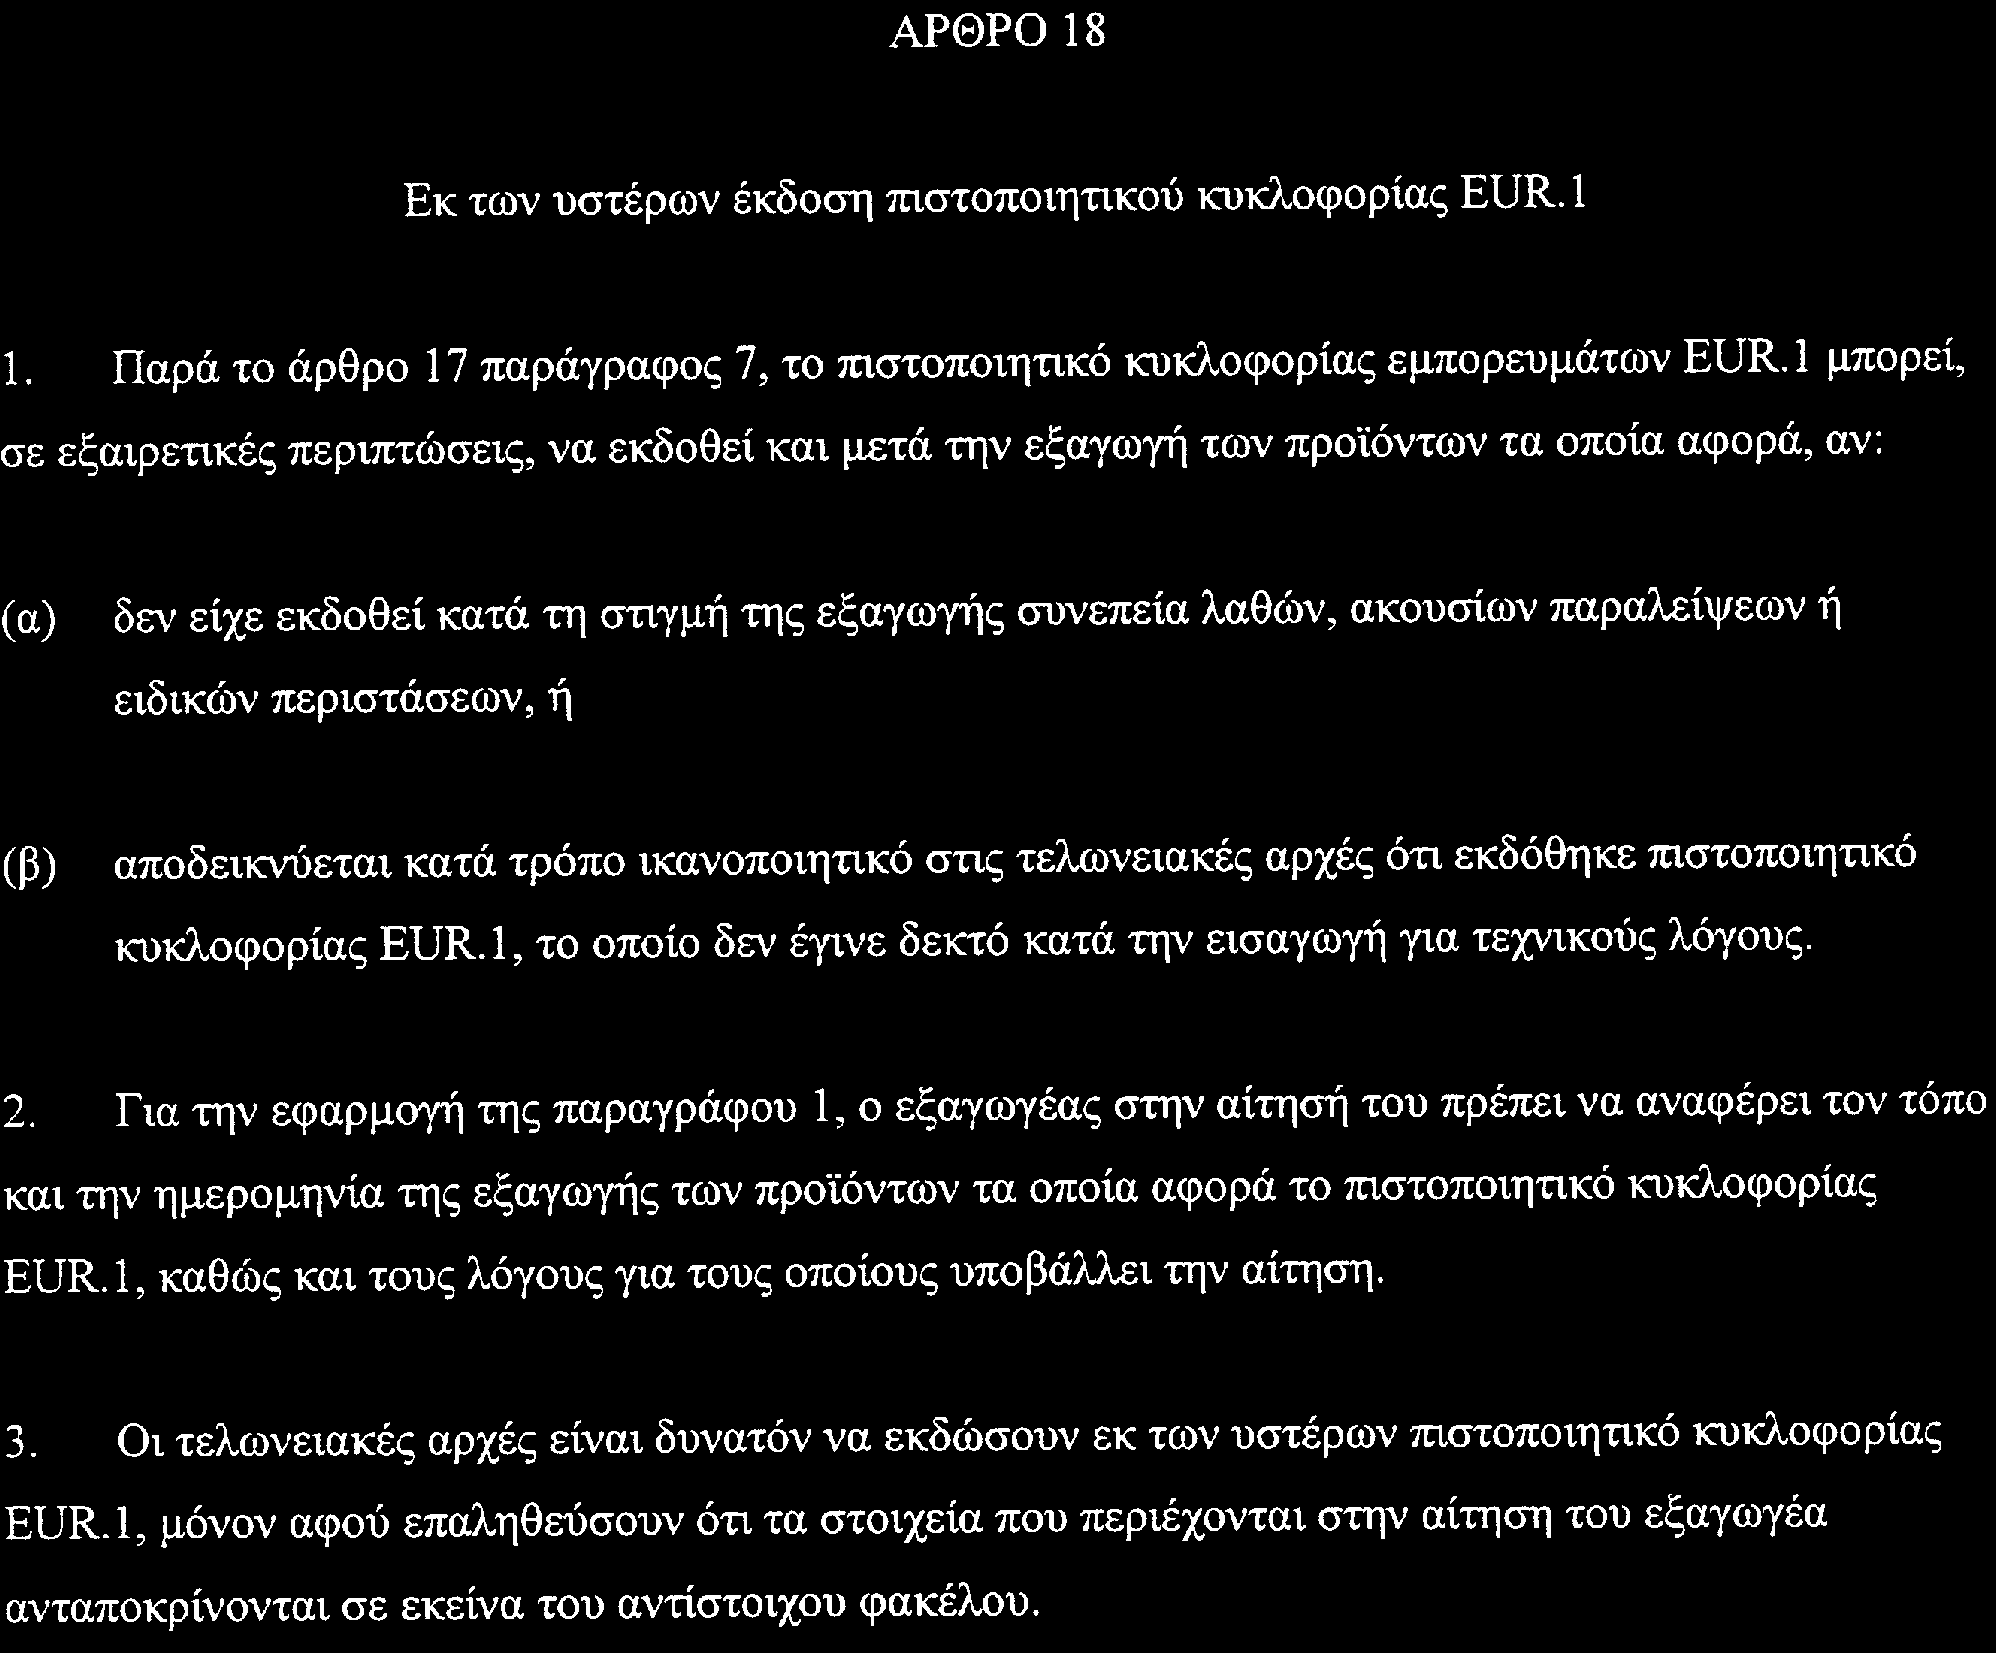 ΑΡΘΡΟ 18
Εκ των υστέρων έκδοση πιστοποιητικού κυκλοφορίας EUR.1
1. Παρά το άρθρο 17 παράγραφος 7, το πιστοποιητικό κυκλοφορίας εμπορευμάτων EUR.1 μπορεί,
σε εξαιρετικές περιπτώσεις, να εκδοθεί και μετά την εξαγωγή των προϊόντων τα οποία αφορά, αν:
(α) δεν είχε εκδοθεί κατά τη στιγμή της εξαγωγής συνεπεία λαθών, ακουσίων παραλείψεων ή
ειδικών περιστάσεων, ή
(β) αποδεικνύεται κατά τρόπο ικανοποιητικό στις τελωνειακές αρχές ότι εκδόθηκε πιστοποιητικό
κυκλοφορίας EUR.1, το οποίο δεν έγινε δεκτό κατά την εισαγωγή για τεχνικούς λόγους.
2. Για την εφαρμογή της παραγράφου 1, ο εξαγωγέας στην αίτησή του πρέπει να αναφέρει τον τόπο
και την ημερομηνία της εξαγωγής των προϊόντων τα οποία αφορά το πιστοποιητικό κυκλοφορίας
EUR.1, καθώς και τους λόγους για τους οποίους υποβάλλει την αίτηση.
3. Οι τελωνειακές αρχές είναι δυνατόν να εκδώσουν εκ των υστέρων πιστοποιητικό κυκλοφορίας
EUR.1, μόνον αφού επαληθεύσουν ότι τα στοιχεία που περιέχονται στην αίτηση του εξαγωγέα
ανταποκρίνονται σε εκείνα του αντίστοιχου φακέλου.